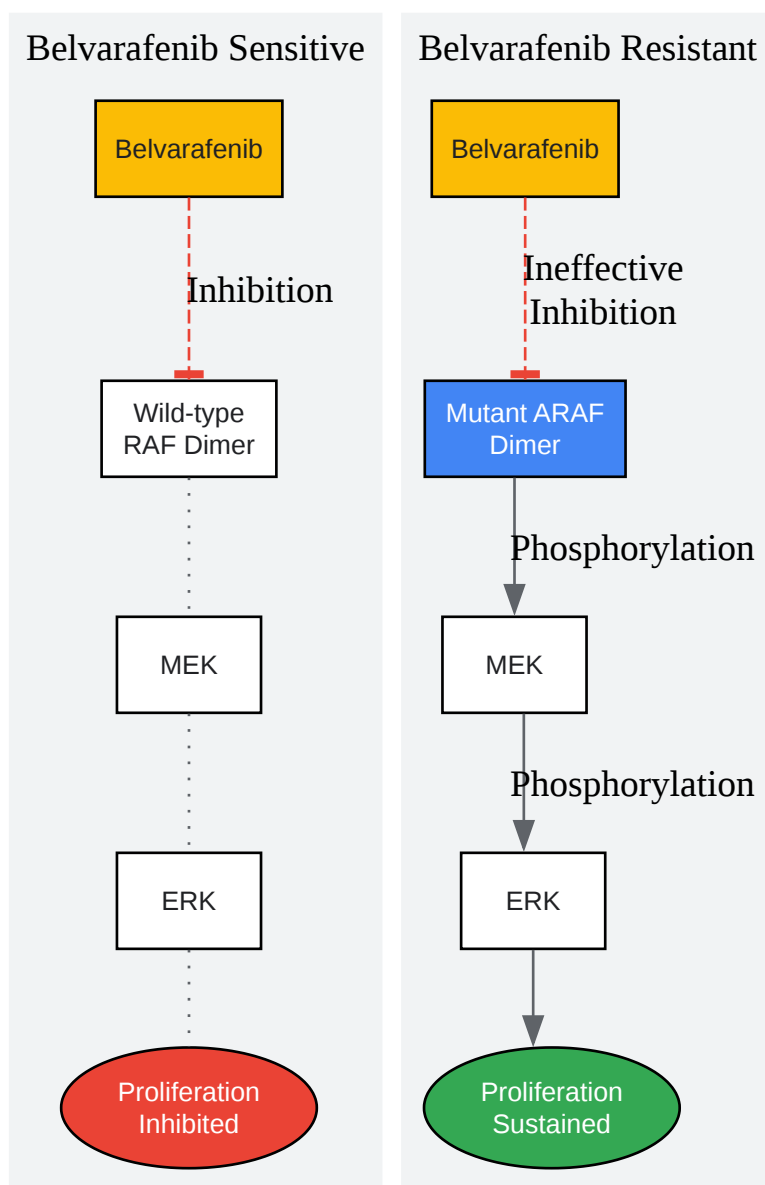 Belvarafenib Sensitive
Belvarafenib
Inhibition
Wild-type
RAF Dimer
MEK
ERK
Proliferation
Inhibited
Belvarafenib Resistant
Belvarafenib
Ineffective
Inhibition
Mutant ARAF
Dimer
Phosphorylation
MEK
Phosphorylation
ERK
Proliferation
Sustained